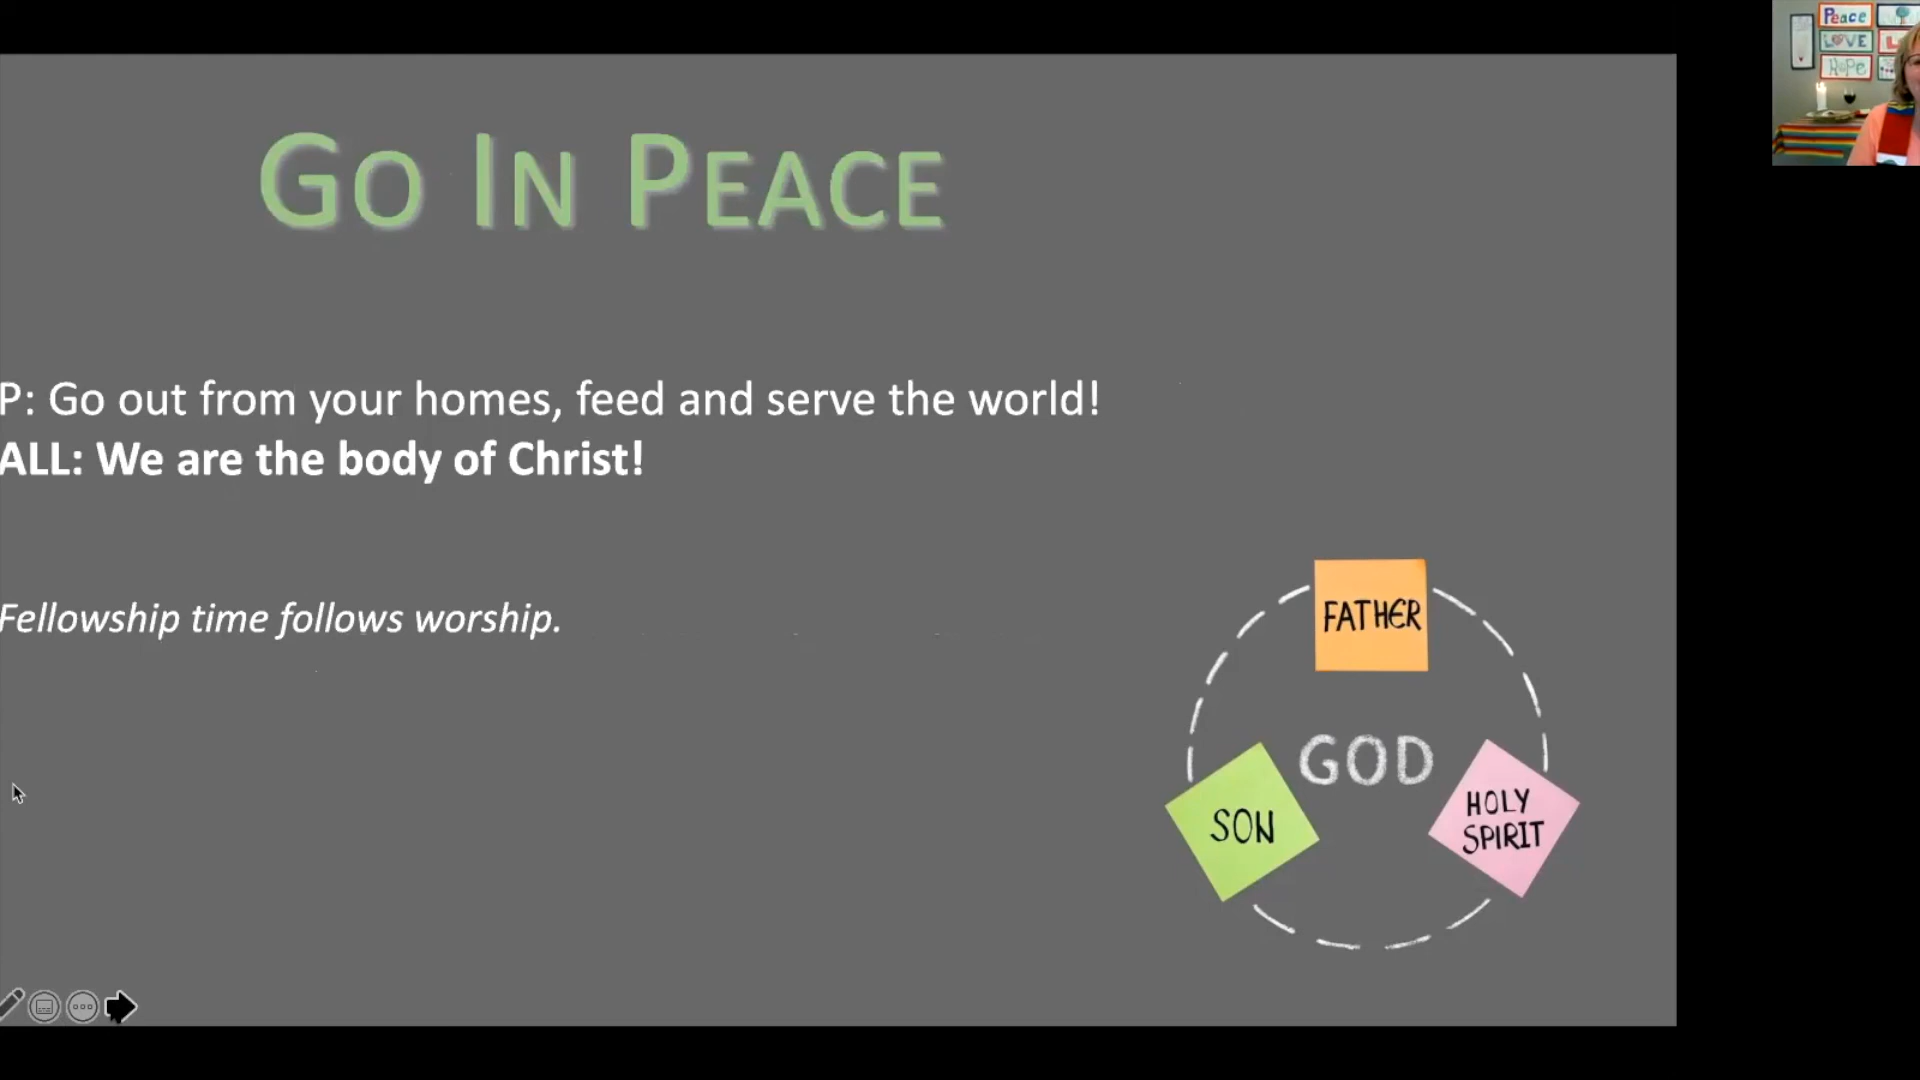 GO IN PEACE
P: Go out from your homes, feed and serve the world!
ALL: We are the body of Christ!
Fellowship time follows worship.
FATHER
GOD
SON
HOLY
SPIRIT
Peace
LOVE
HOPE